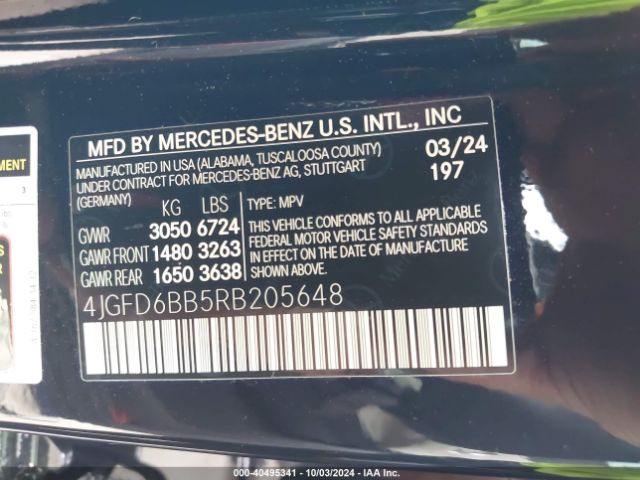 MFD BY MERCEDES-BENZ U.S. INTL., INC
MANUFACTURED IN USA (ALABAMA, TUSCALOOSA COUNTY)
UNDER CONTRACT FOR MERCEDES-BENZ AG, STUTTGART
(GERMANY)
03/24
197
KG LBS
GVWR 3050 6724
GAWR FRONT 1480 3263
GAWR REAR 1650 3638
TYPE: MPV
THIS VEHICLE CONFORMS TO ALL APPLICABLE
FEDERAL MOTOR VEHICLE SAFETY STANDARDS
IN EFFECT ON THE DATE OF MANUFACTURE
SHOWN ABOVE.
4JGFD6BB5RB205648
MENT
3
000-40495341 - 10/03/2024 - IAA Inc.